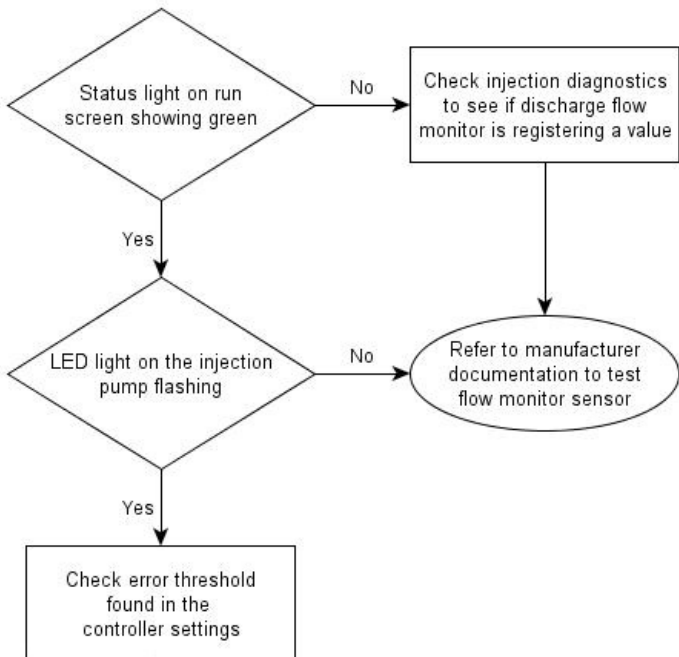 Status light on run
screen showing green
No
Check injection diagnostics
to see if discharge flow
monitor is registering a value
Yes
LED light on the injection
pump flashing
No
Refer to manufacturer
documentation to test
flow monitor sensor
Yes
Check error threshold
found in the
controller settings